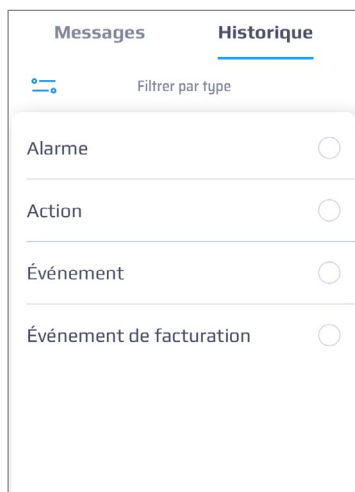 Messages Historique
Filtrer par type
Alarme
Action
Événement
Événement de facturation